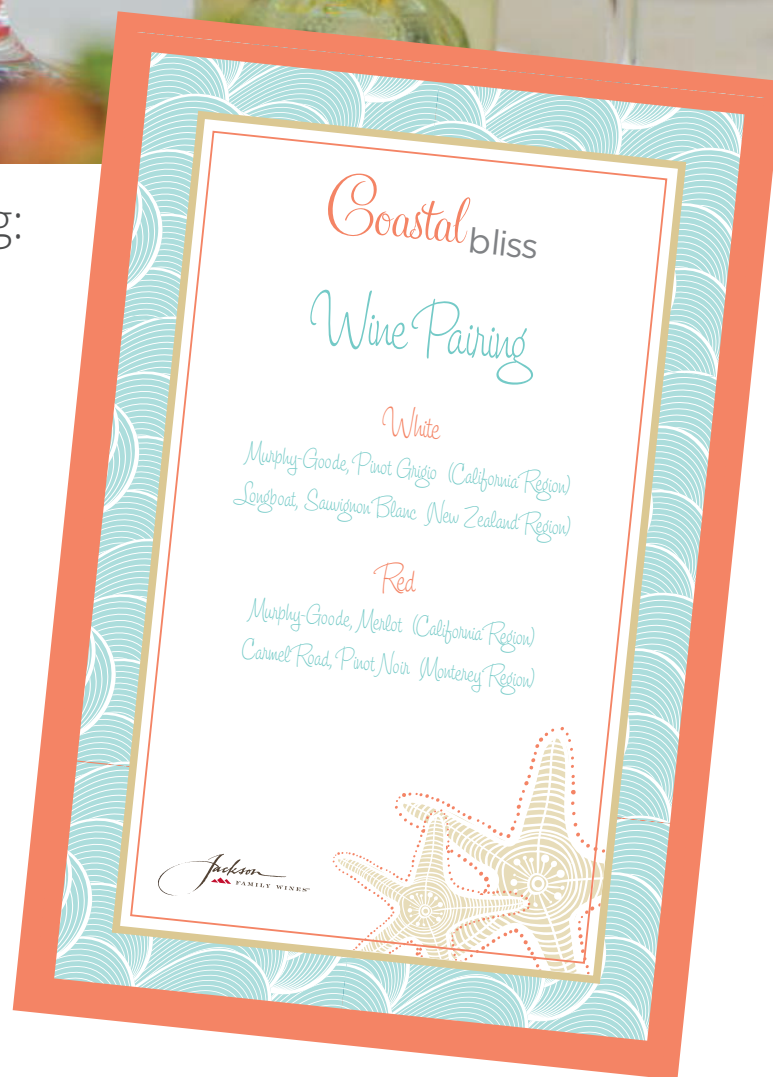 g:
Coastal bliss
Wine Pairing
White
Murphy-Goode, Pinot Grigio (California Region)
Longboat, Sauvignon Blanc (New Zealand Region)
Red
Murphy-Goode, Merlot (California Region)
Carmel Road, Pinot Noir (Monterey Region)
Jackson
FAMILY WINES